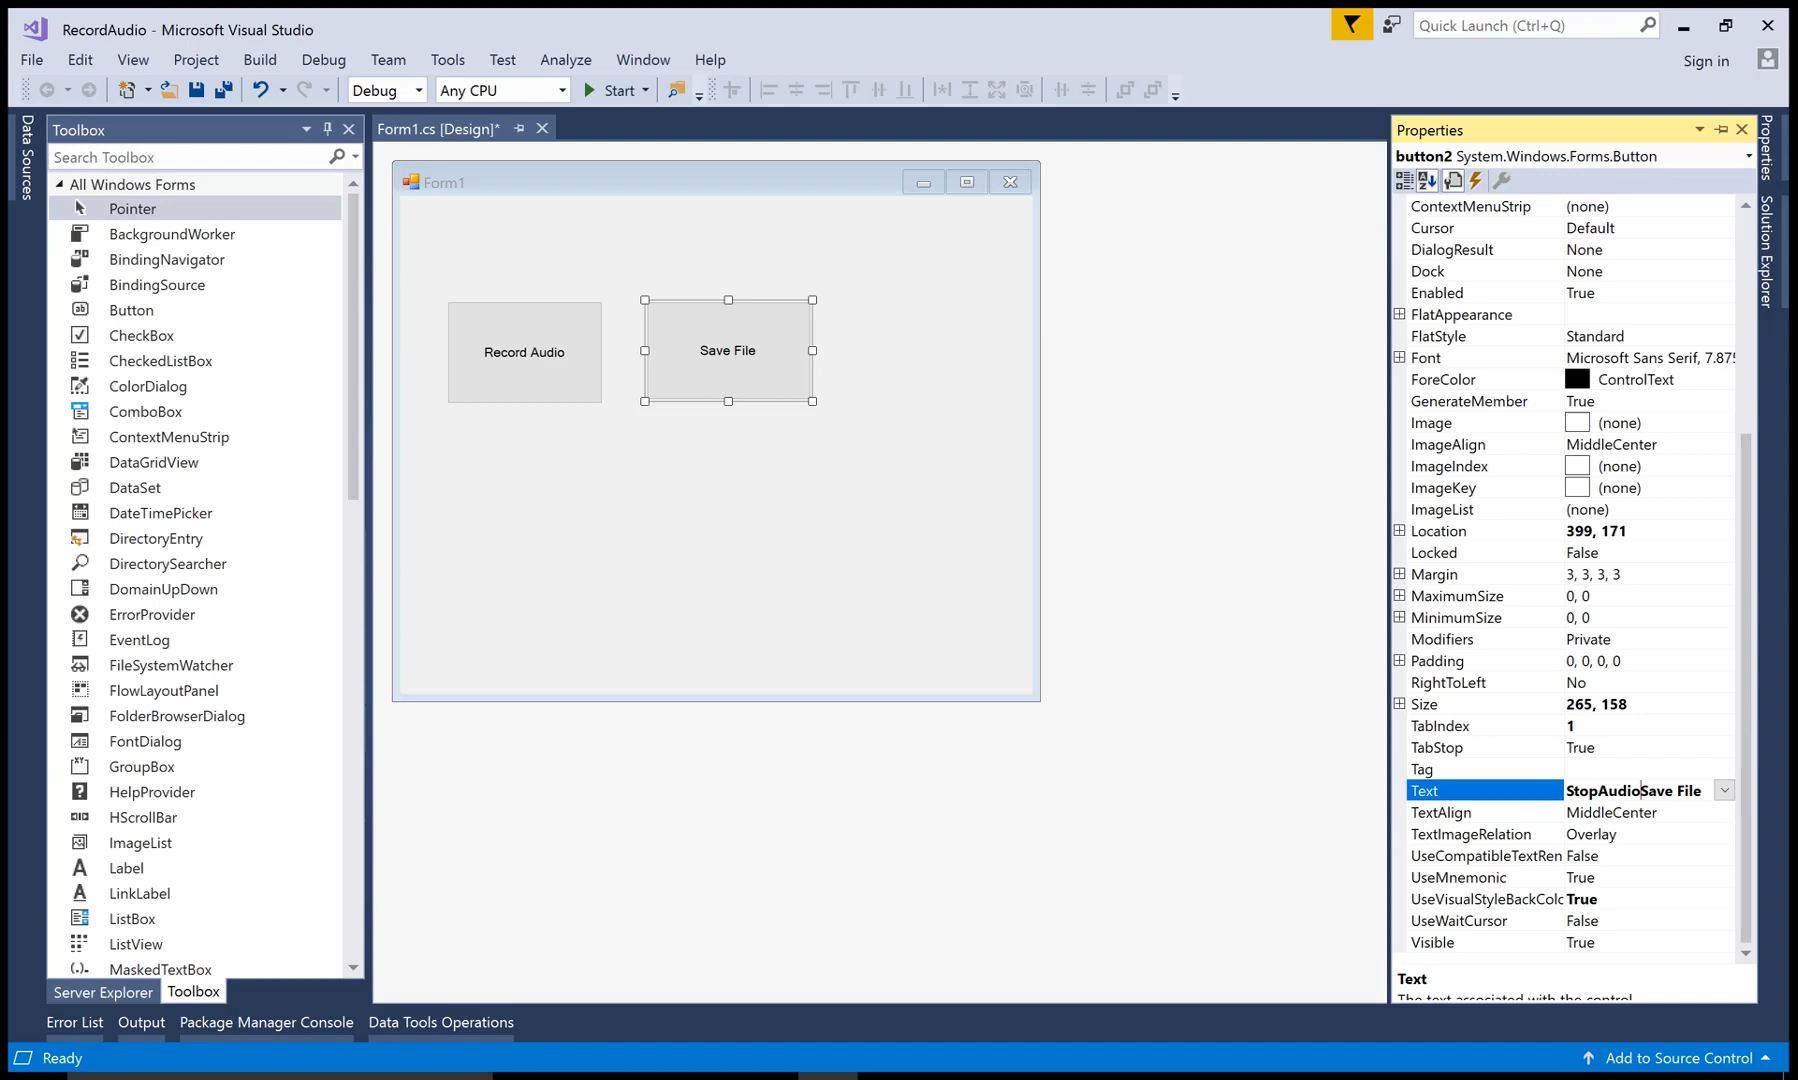 RecordAudio - Microsoft Visual Studio
Quick Launch (Ctrl+Q)
File Edit View Project Build Debug Team Tools Test Analyze Window Help
Sign in
Debug Any CPU Start
Data Sources
Toolbox
Search Toolbox
All Windows Forms
Pointer
BackgroundWorker
BindingNavigator
BindingSource
Button
CheckBox
CheckedListBox
ColorDialog
ComboBox
ContextMenuStrip
DataGridView
DataSet
DateTimePicker
DirectoryEntry
DirectorySearcher
DomainUpDown
ErrorProvider
EventLog
FileSystemWatcher
FlowLayoutPanel
FolderBrowserDialog
FontDialog
GroupBox
HelpProvider
HScrollBar
ImageList
Label
LinkLabel
ListBox
ListView
MaskedTextBox
Server Explorer Toolbox
Form1.cs [Design]*
Form1
Record Audio
Save File
Properties
button2 System.Windows.Forms.Button
ContextMenuStrip (none)
Cursor Default
DialogResult None
Dock None
Enabled True
FlatAppearance
FlatStyle Standard
Font Microsoft Sans Serif, 7.875
ForeColor ControlText
GenerateMember True
Image (none)
ImageAlign MiddleCenter
ImageIndex (none)
ImageKey (none)
ImageList (none)
Location 399, 171
Locked False
Margin 3, 3, 3, 3
MaximumSize 0, 0
MinimumSize 0, 0
Modifiers Private
Padding 0, 0, 0, 0
RightToLeft No
Size 265, 158
TabIndex 1
TabStop True
Tag
Text StopAudioSave File
TextAlign MiddleCenter
TextImageRelation Overlay
UseCompatibleTextRen False
UseMnemonic True
UseVisualStyleBackColo True
UseWaitCursor False
Visible True
Text
The text associated with the control
Properties
Solution Explorer
Error List Output Package Manager Console Data Tools Operations
Ready
Add to Source Control